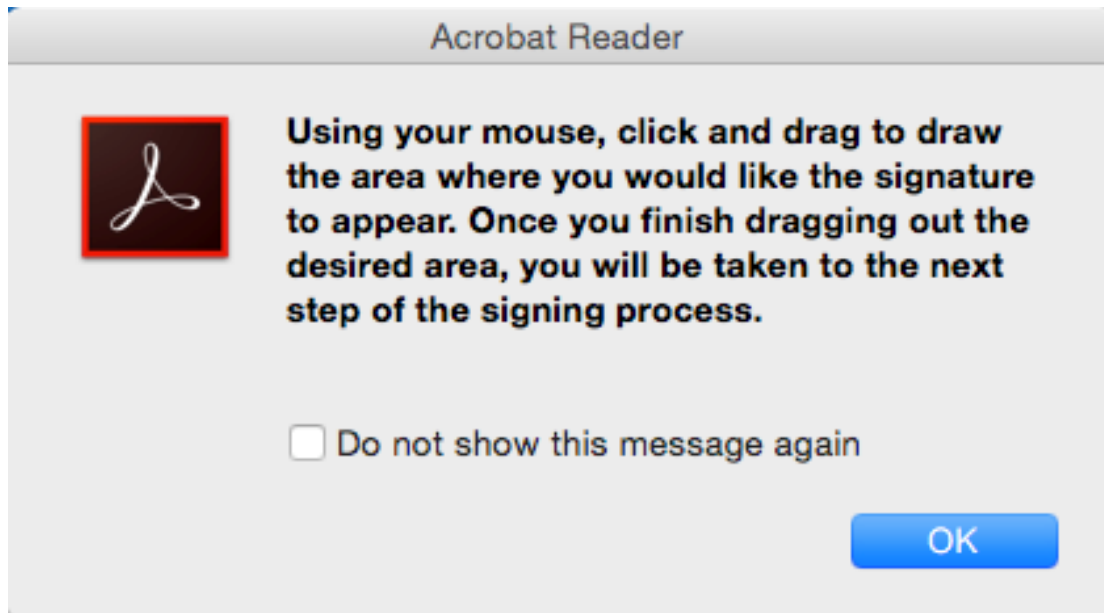 Acrobat Reader
Using your mouse, click and drag to draw
the area where you would like the signature
to appear. Once you finish dragging out the
desired area, you will be taken to the next
step of the signing process.
Do not show this message again
OK